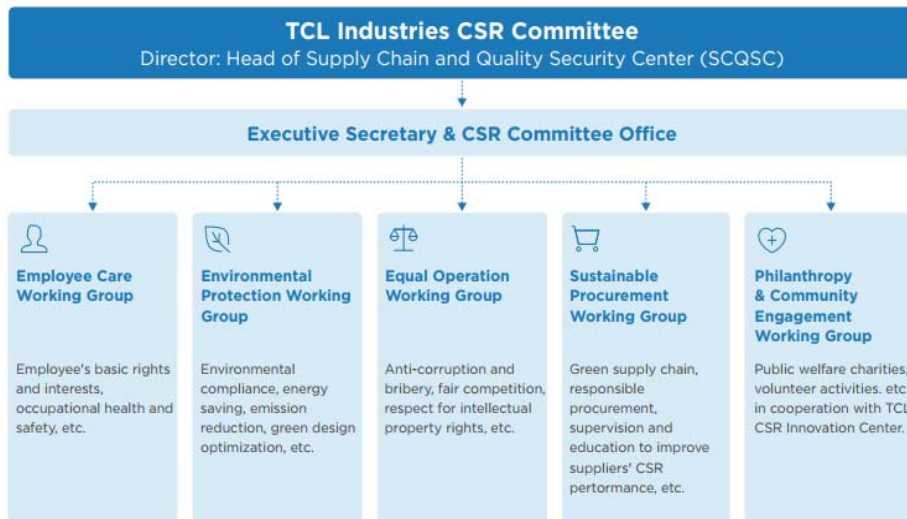 TCL Industries CSR Committee
Director: Head of Supply Chain and Quality Security Center (SCQSC)
Executive Secretary & CSR Committee Office
Employee Care
Working Group
Employee's basic rights
and interests,
occupational health and
safety, etc.
Environmental
Protection Working
Group
Environmental
compliance, energy
saving, emission
reduction, green design
optimization, etc.
Equal Operation
Working Group
Anti-corruption and
bribery, fair competition,
respect for intellectual
property rights, etc.
Sustainable
Procurement
Working Group
Green supply chain,
responsible
procurement,
supervision and
education to improve
suppliers' CSR
pertormance, etc.
Philanthropy
& Community
Engagement
Working Group
Public welfare charities,
volunteer activities. etc
in cooperation with TCL
CSR Innovation Center.